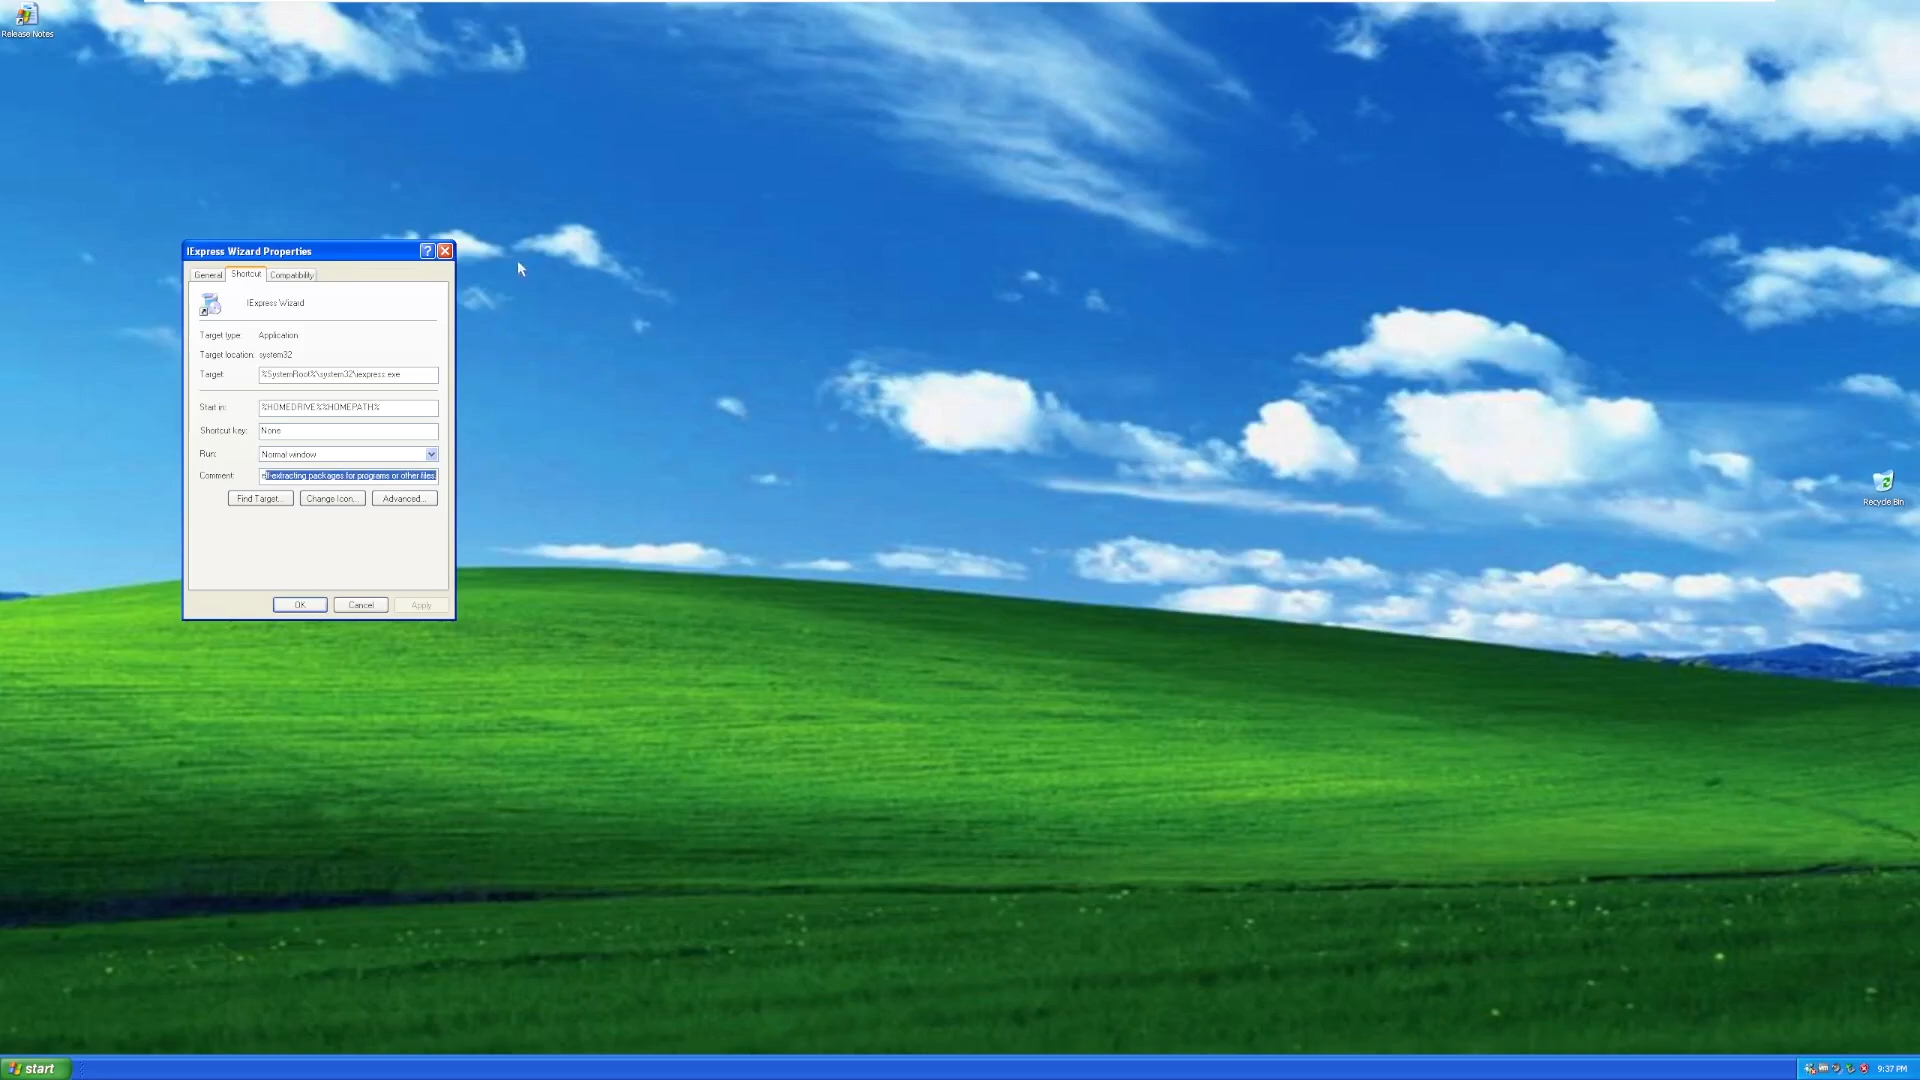 Release Notes
IExpress Wizard Properties
General Shortcut Compatibility
IExpress Wizard
Target type: Application
Target location: system32
Target: %SystemRoot%\system32\iexpress.exe
Start in: %HOMEDRIVE%%HOMEPATH%
Shortcut key: None
Run: Normal window
Comment: elf-extracting packages for programs or other files.
Find Target... Change Icon... Advanced...
OK Cancel Apply
Recycle Bin
start
9:37 PM